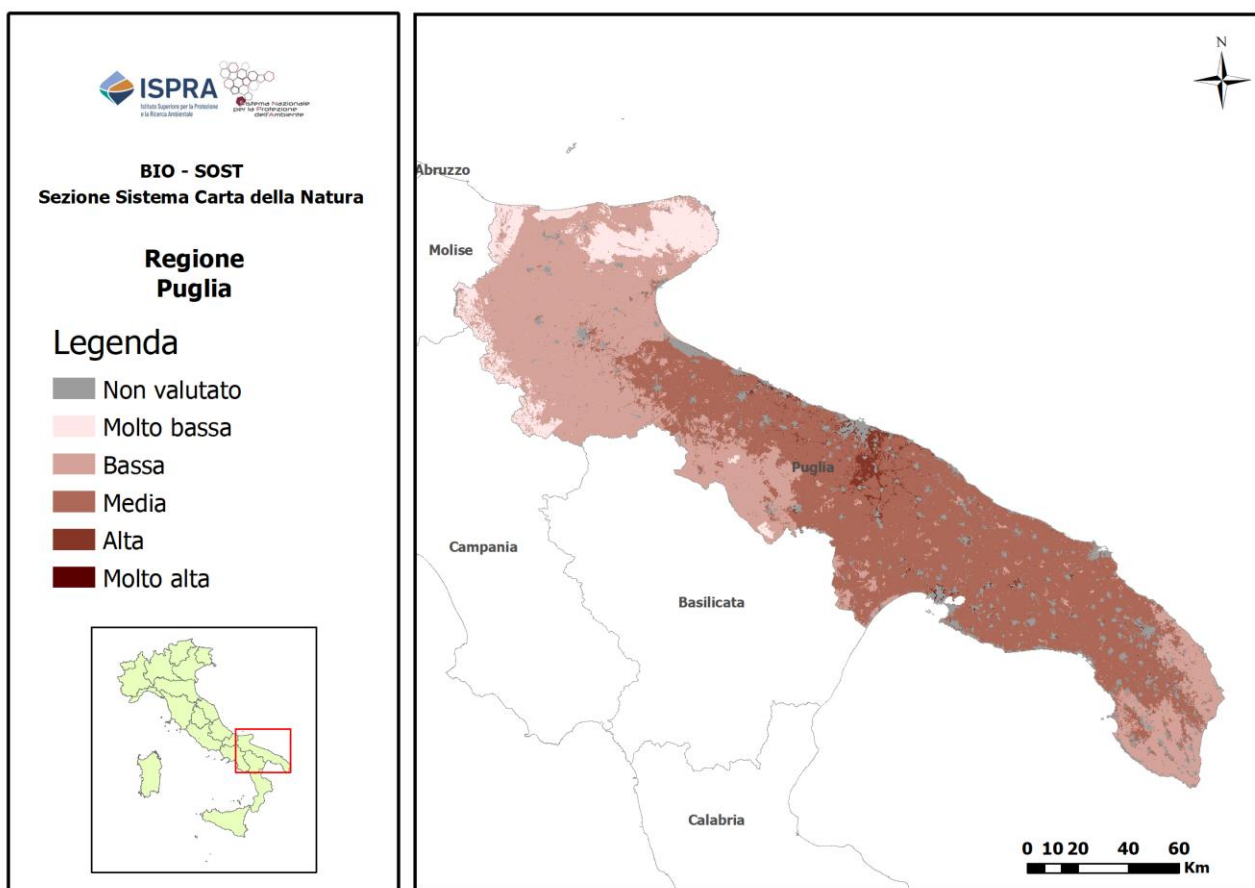 ISPRA
Istituto Superiore per la Protezione
e la Ricerca Ambientale
Sistema Nazionale
per la Protezione
dell'Ambiente
BIO - SOST
Sezione Sistema Carta della Natura
Regione
Puglia
Legenda
Non valutato
Molto bassa
Bassa
Media
Alta
Molto alta
N
Abruzzo
Molise
Puglia
Campania
Basilicata
Calabria
0 10 20 40 60
Km